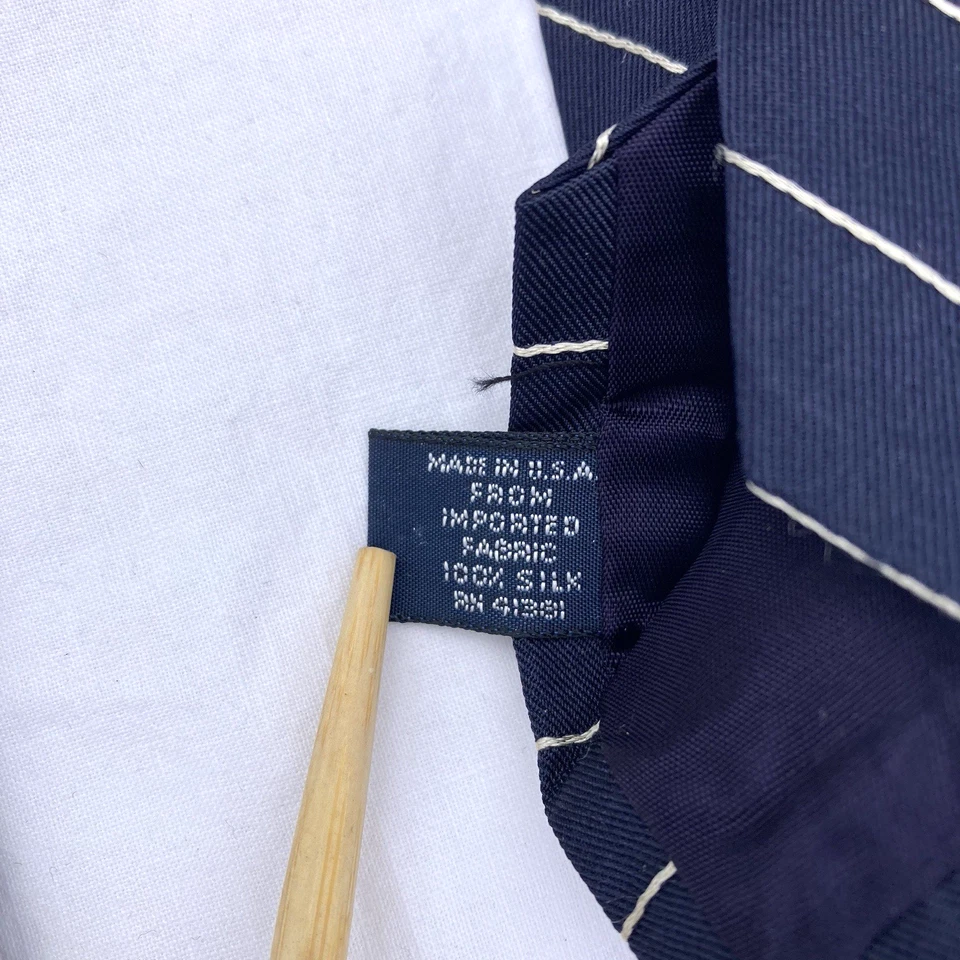 MADE IN U.S.A.
FROM
IMPORTED
FABRIC
100% SILK
RN 41381